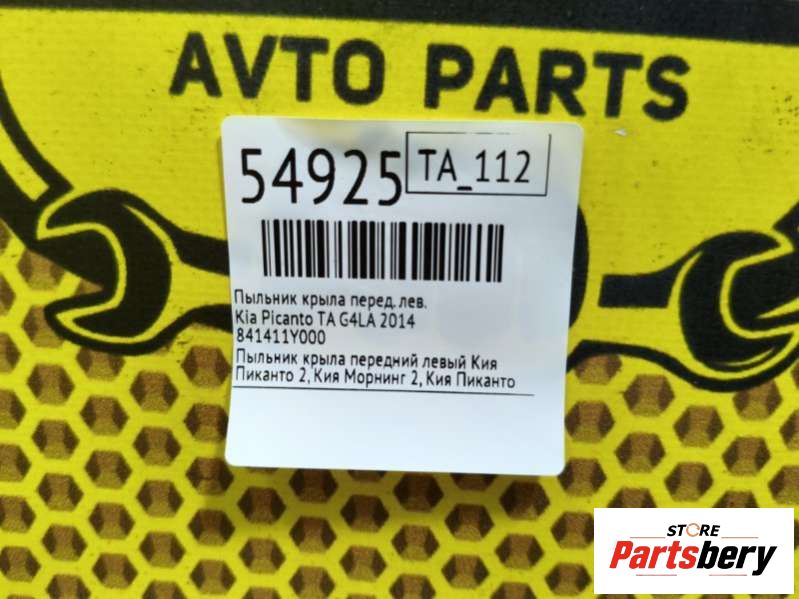 AVTO PARTS
54925
TA_112
Пыльник крыла перед. лев.
Kia Picanto TA G4LA 2014
841411Y000
Пыльник крыла передний левый Кия
Пиканто 2, Кия Морнинг 2, Кия Пиканто
STORE
Partsbery